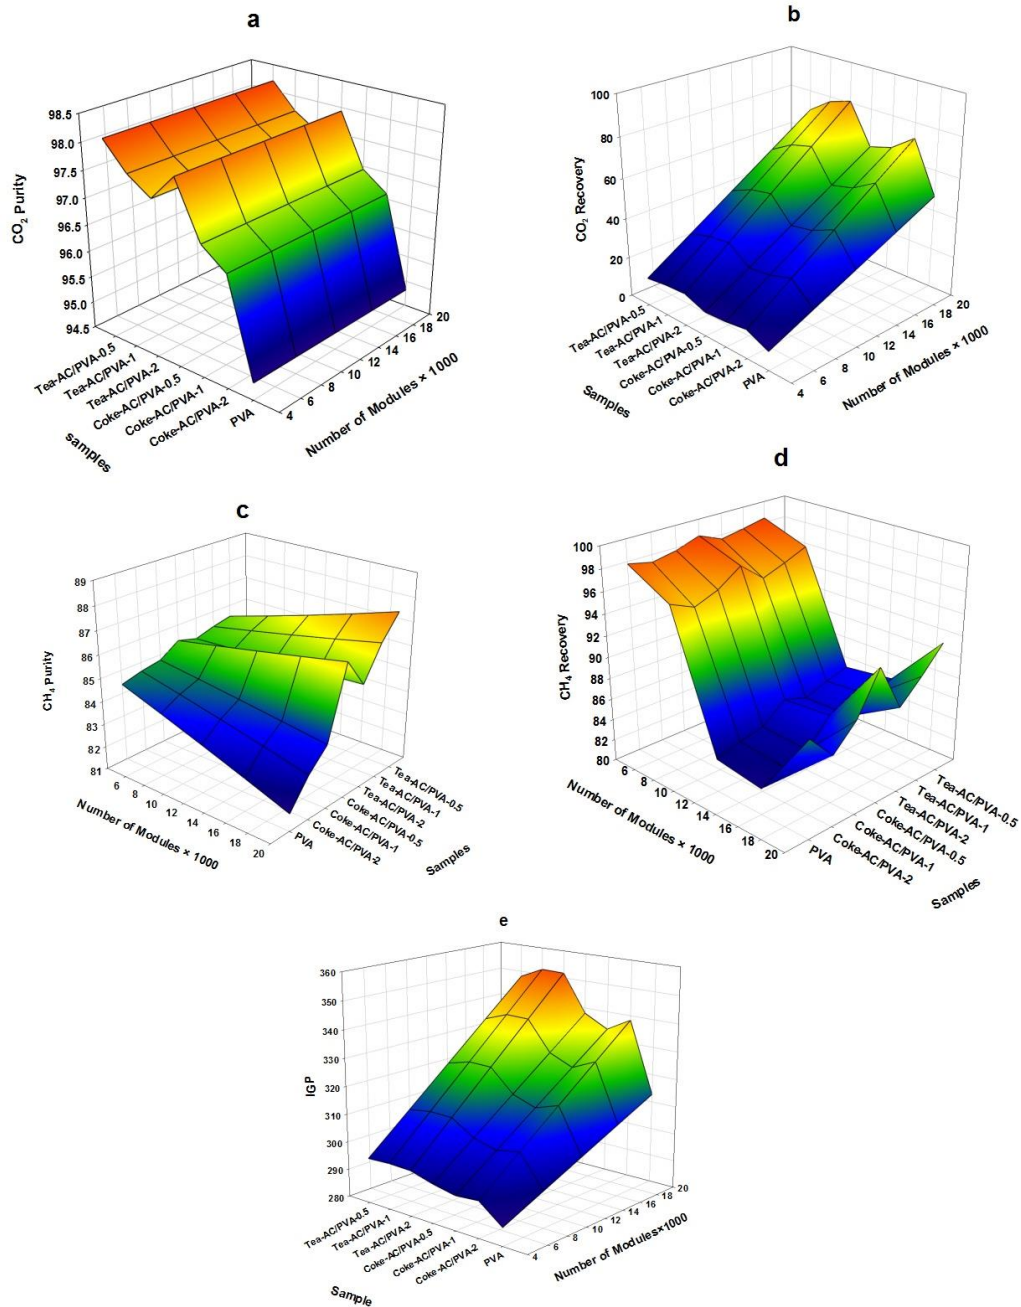 a
98.5
98.0
97.5
97.0
96.5
96.0
95.5
95.0
94.5
CO2 Purity
Tea-AC/PVA-0.5
Tea-AC/PVA-1
Tea-AC/PVA-2
Coke-AC/PVA-0.5
Coke-AC/PVA-1
Coke-AC/PVA-2
PVA
samples
4
6
8
10
12
14
16
18
20
Number of Modules × 1000
b
100
80
60
40
20
0
CO2 Recovery
Tea-AC/PVA-0.5
Tea-AC/PVA-1
Tea-AC/PVA-2
Coke-AC/PVA-0.5
Coke-AC/PVA-1
Coke-AC/PVA-2
PVA
Samples
4
6
8
10
12
14
16
18
20
Number of Modules × 1000
c
89
88
87
86
85
84
83
82
81
CH4 Purity
6
8
10
12
14
16
18
20
Number of Modules × 1000
Tea-AC/PVA-0.5
Tea-AC/PVA-1
Tea-AC/PVA-2
Coke-AC/PVA-0.5
Coke-AC/PVA-1
Coke-AC/PVA-2
PVA
Samples
d
100
98
96
94
92
90
88
86
84
82
80
CH4 Recovery
6
8
10
12
14
16
18
20
Number of Modules × 1000
Tea-AC/PVA-0.5
Tea-AC/PVA-1
Tea-AC/PVA-2
Coke-AC/PVA-0.5
Coke-AC/PVA-1
Coke-AC/PVA-2
PVA
Samples
e
360
350
340
330
320
310
300
290
280
IGP
Tea-AC/PVA-0.5
Tea-AC/PVA-1
Tea-AC/PVA-2
Coke-AC/PVA-0.5
Coke-AC/PVA-1
Coke-AC/PVA-2
PVA
Sample
4
6
8
10
12
14
16
18
20
Number of Modules×1000